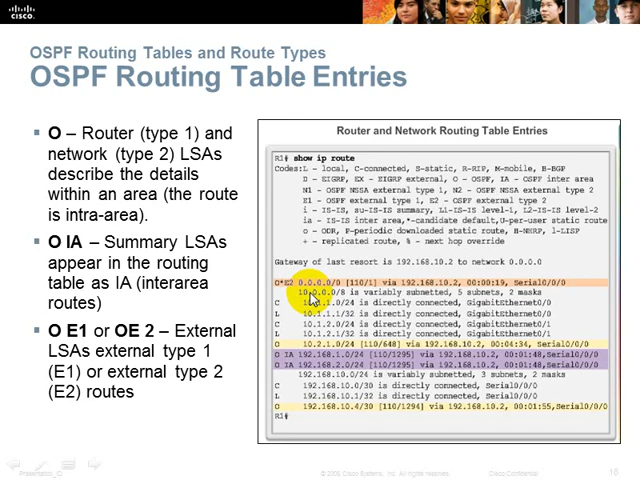 CISCO
OSPF Routing Tables and Route Types
OSPF Routing Table Entries
▪ O – Router (type 1) and
network (type 2) LSAs
describe the details
within an area (the route
is intra-area).
▪ O IA – Summary LSAs
appear in the routing
table as IA (interarea
routes)
▪ O E1 or OE 2 – External
LSAs external type 1
(E1) or external type 2
(E2) routes
Router and Network Routing Table Entries
R1# show ip route
Codes:L - local, C-connected, S-static, R-RIP, M-mobile, B-BGP
D - EIGRP, EX - EIGRP external, O - OSPF, IA - OSPF inter area
N1 - OSPF NSSA external type 1, N2 - OSPF NSSA external type 2
E1 - OSPF external type 1, E2 - OSPF external type 2
i - IS-IS, su-IS-IS summary, L1-IS-IS level-1, L2-IS-IS level-2
ia - IS-IS inter area,*-candidate default,U-per-user static route
o - ODR, P-periodic downloaded static route, H-NHRP, l-LISP
+ - replicated route, % - next hop override
Gateway of last resort is 192.168.10.2 to network 0.0.0.0
O*E2 0.0.0.0/0 [110/1] via 192.168.10.2, 00:00:19, Serial0/0/0
10.0.0.0/8 is variably subnetted, 5 subnets, 2 masks
C 10.1.1.0/24 is directly connected, GigabitEthernet0/0
L 10.1.1.1/32 is directly connected, GigabitEthernet0/0
C 10.1.2.0/24 is directly connected, GigabitEthernet0/1
L 10.1.2.1/32 is directly connected, GigabitEthernet0/1
O 10.2.1.0/24 [110/648] via 192.168.10.2, 00:04:34, Serial0/0/0
O IA 192.168.1.0/24 [110/1295] via 192.168.10.2, 00:01:48,Serial0/0/0
O IA 192.168.2.0/24 [110/1295] via 192.168.10.2, 00:01:48,Serial0/0/0
192.168.10.0/24 is variably subnetted, 3 subnets, 2 masks
C 192.168.10.0/30 is directly connected, Serial0/0/0
L 192.168.10.1/32 is directly connected, Serial0/0/0
O 192.168.10.4/30 [110/1294] via 192.168.10.2, 00:01:55,Serial0/0/0
R1#
Presentation_ID
© 2008 Cisco Systems, Inc. All rights reserved.
Cisco Confidential
16